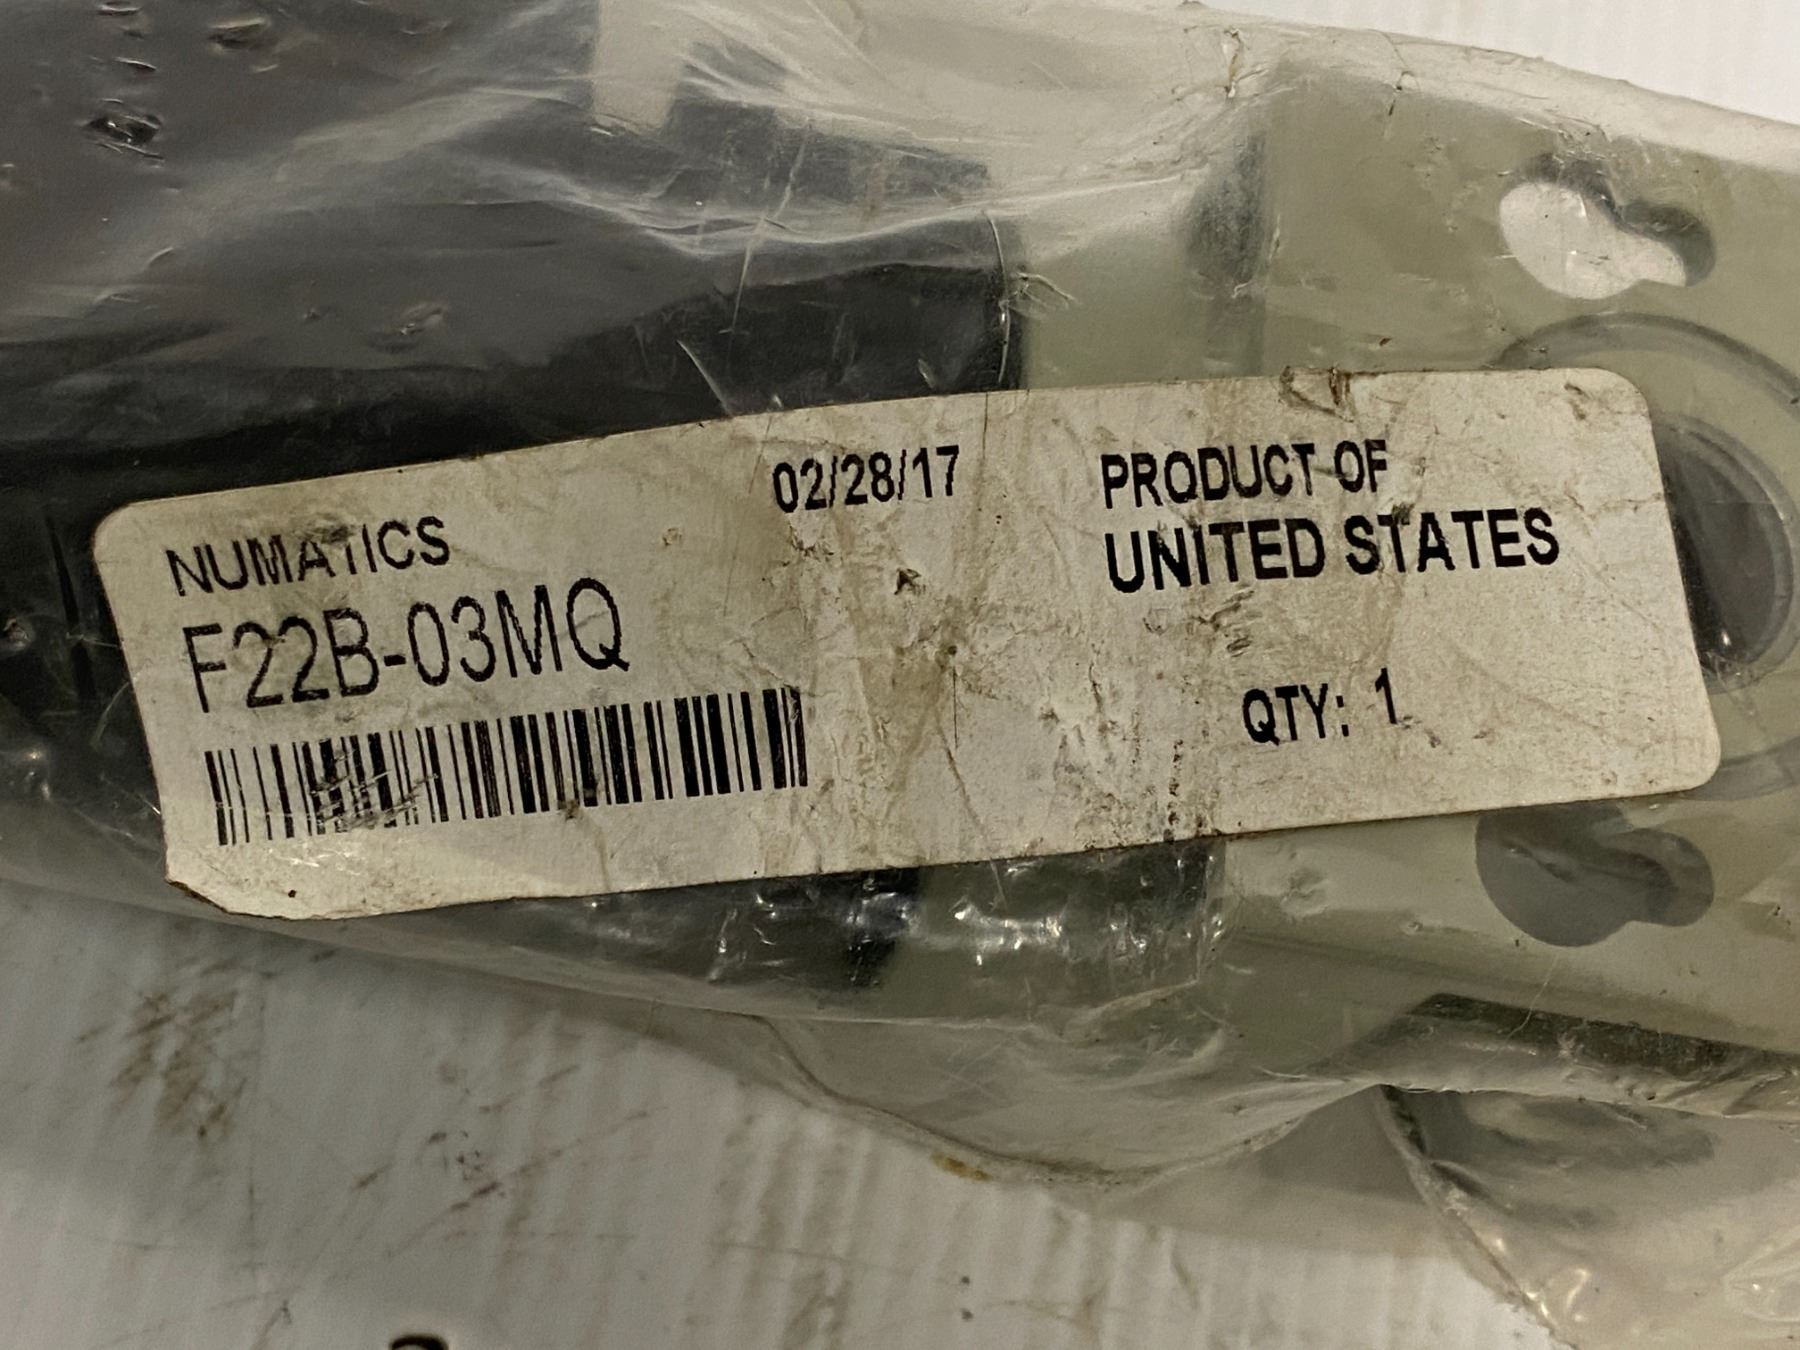 NUMATICS
02/28/17
F22B-03MQ
PRODUCT OF
UNITED STATES
QTY: 1